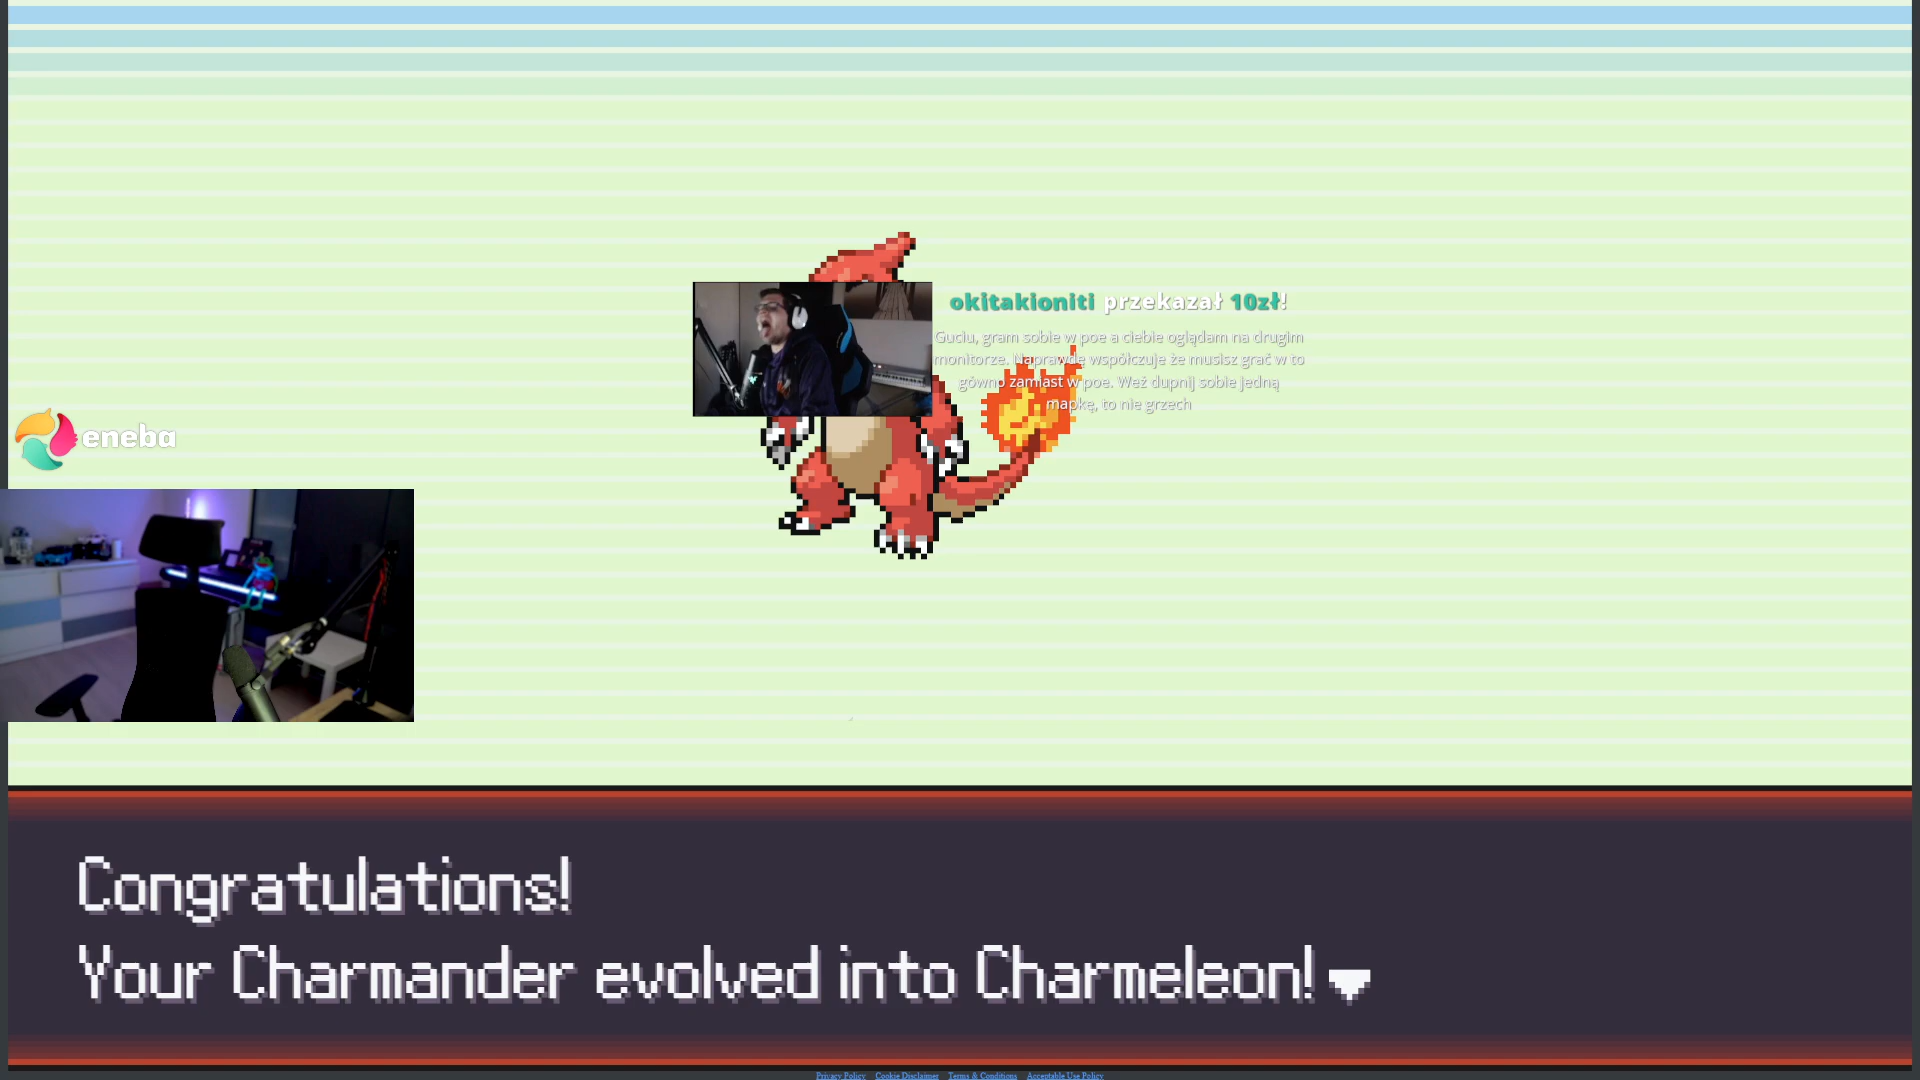 okitakioniti przekazał 10zł!
Guciu, gram sobie w poe a ciebie oglądam na drugim
monitorze. Naprawdę współczuje że musisz grać w to
gówno zamiast w poe. Weź dupnij sobie jedną
mapkę, to nie grzech
eneba
Congratulations!
Your Charmander evolved into Charmeleon!
Privacy Policy Cookie Disclaimer Terms & Conditions Acceptable Use Policy